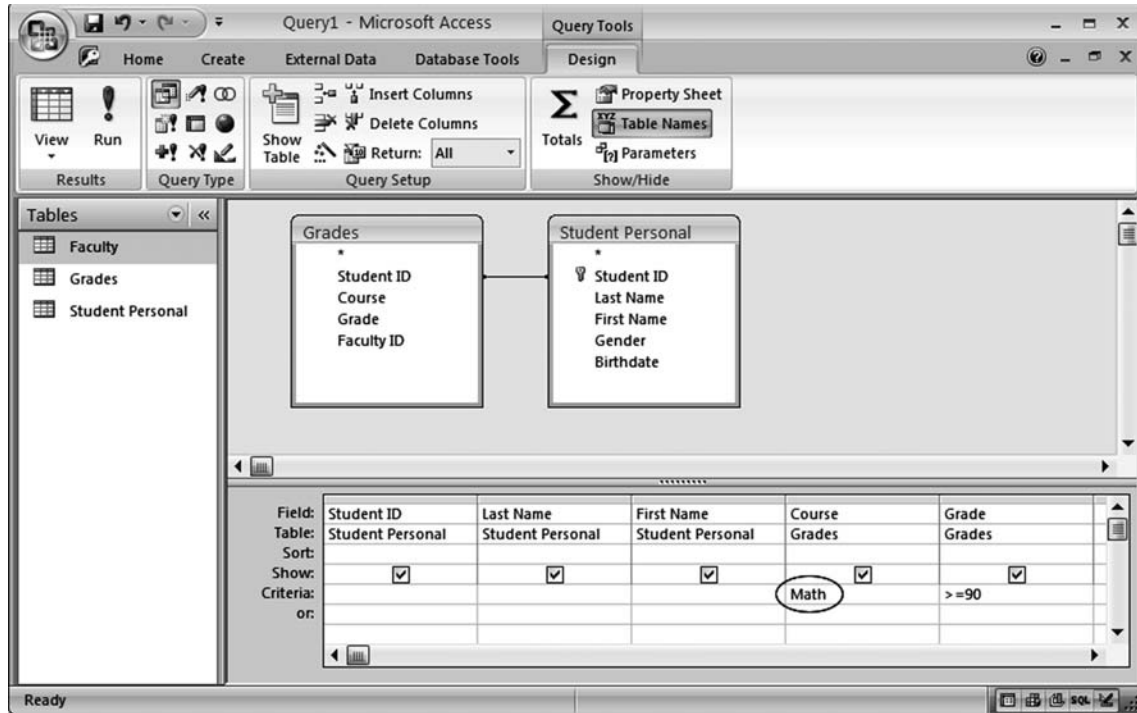 Query1 - Microsoft Access
Query Tools
Home Create External Data Database Tools Design
View
Run
Results
Query Type
Show Table
Insert Columns
Delete Columns
Return: All
Query Setup
Totals
Property Sheet
XYZ
Table Names
[?] Parameters
Show/Hide
Tables
Faculty
Grades
Student Personal
Grades
*
Student ID
Course
Grade
Faculty ID
Student Personal
*
Student ID
Last Name
First Name
Gender
Birthdate
Field: Student ID Last Name First Name Course Grade
Table: Student Personal Student Personal Student Personal Grades Grades
Sort:
Show:
Criteria: Math >=90
or:
Ready
SQL